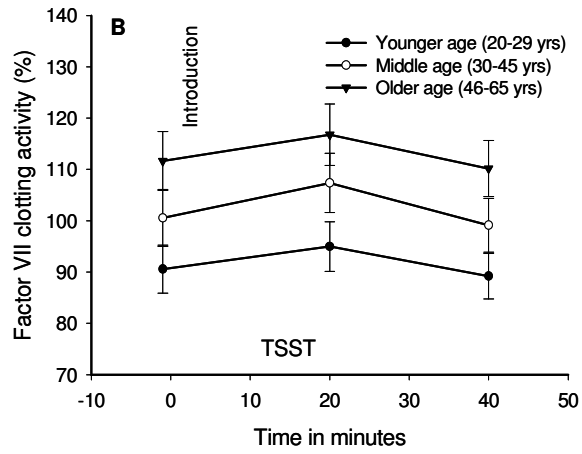 B
Introduction
Younger age (20-29 yrs)
Middle age (30-45 yrs)
Older age (46-65 yrs)
Factor VII clotting activity (%)
140
130
120
110
100
90
80
70
TSST
-10 0 10 20 30 40 50
Time in minutes